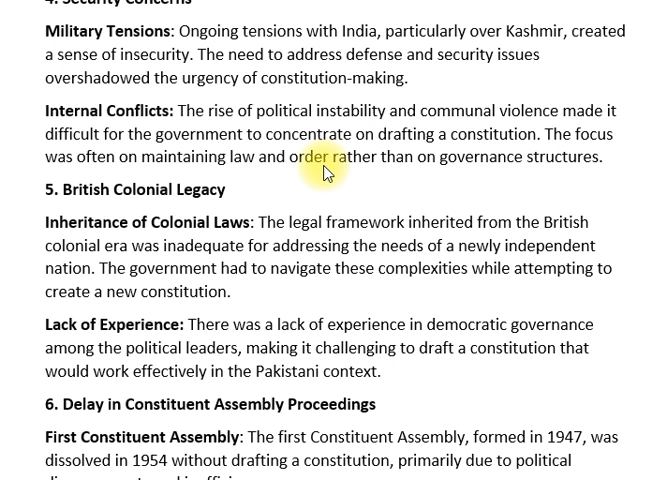 4. Security Concerns
Military Tensions: Ongoing tensions with India, particularly over Kashmir, created
a sense of insecurity. The need to address defense and security issues
overshadowed the urgency of constitution-making.
Internal Conflicts: The rise of political instability and communal violence made it
difficult for the government to concentrate on drafting a constitution. The focus
was often on maintaining law and order rather than on governance structures.
5. British Colonial Legacy
Inheritance of Colonial Laws: The legal framework inherited from the British
colonial era was inadequate for addressing the needs of a newly independent
nation. The government had to navigate these complexities while attempting to
create a new constitution.
Lack of Experience: There was a lack of experience in democratic governance
among the political leaders, making it challenging to draft a constitution that
would work effectively in the Pakistani context.
6. Delay in Constituent Assembly Proceedings
First Constituent Assembly: The first Constituent Assembly, formed in 1947, was
dissolved in 1954 without drafting a constitution, primarily due to political